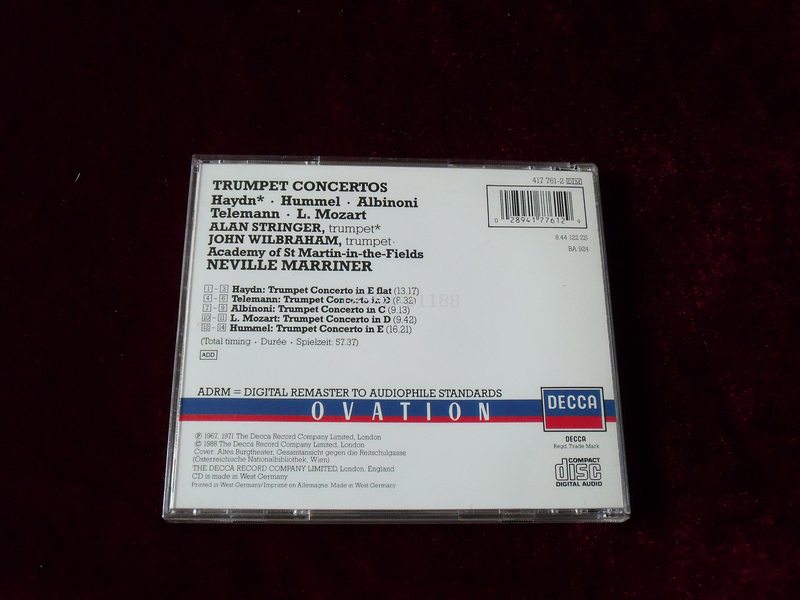 TRUMPET CONCERTOS
Haydn* · Hummel · Albinoni
Telemann · L. Mozart
ALAN STRINGER, trumpet*
JOHN WILBRAHAM, trumpet·
Academy of St Martin-in-the-Fields
NEVILLE MARRINER
417 761-2 DM
0 28941 77612 9
8.44 122 ZS
BA 924
1 - 3 Haydn: Trumpet Concerto in E flat (13.17)
4 - 6 Telemann: Trumpet Concerto in D (8.32)
7 - 9 Albinoni: Trumpet Concerto in C (9.13)
10 - 11 L. Mozart: Trumpet Concerto in D (9.42)
12 - 14 Hummel: Trumpet Concerto in E (16.21)
(Total timing · Durée · Spielzeit: 57.37)
ADD
1188
ADRM = DIGITAL REMASTER TO AUDIOPHILE STANDARDS
OVATION
DECCA
DECCA
Regd. Trade Mark
℗ 1967, 1971 The Decca Record Company Limited, London
© 1988 The Decca Record Company Limited, London
Cover: Altes Burgtheater, Gesamtansicht gegen die Reitschulgasse
(Österreichische Nationalbibliothek, Wien)
THE DECCA RECORD COMPANY LIMITED, London, England
CD is made in West Germany
Printed in West Germany/Imprimé en Allemagne. Made in West Germany
COMPACT
disc
DIGITAL AUDIO